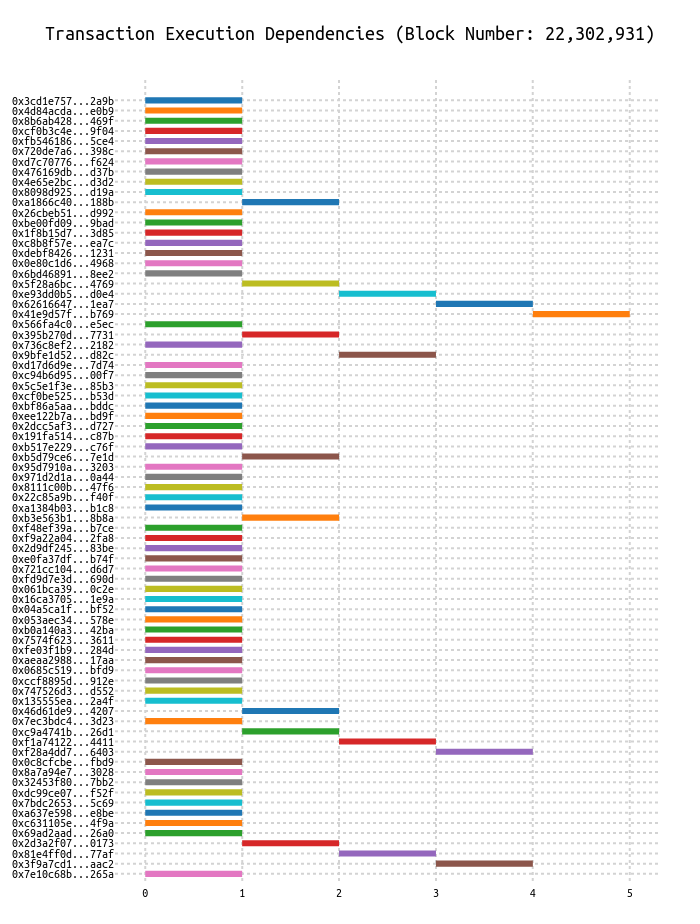 Transaction Execution Dependencies (Block Number: 22,302,931)
0x3cd1e757...2a9b
0x4d84acda...e0b9
0x8b6ab428...469f
0xcf0b3c4e...9f04
0xfb546186...5ce4
0x720de7a6...398c
0xd7c70776...f624
0x476169db...d37b
0x4e65e2bc...d3d2
0x8098d925...d19a
0xa1866c40...188b
0x26cbeb51...d992
0xbe00fd09...9bad
0x1f8b15d7...3d85
0xc8b8f57e...ea7c
0xdebf8426...1231
0x0e80c1d6...4968
0x6bd46891...8ee2
0x5f28a6bc...4769
0xe93dd0b5...d0e4
0x62616647...1ea7
0x41e9d57f...b769
0x566fa4c0...e5ec
0x395b270d...7731
0x736c8ef2...2182
0x9bfe1d52...d82c
0xd17d6d9e...7d74
0xc94b6d95...00f7
0x5c5e1f3e...85b3
0xcf0be525...b53d
0xbf86a5aa...bddc
0xee122b7a...bd9f
0x2dcc5af3...d727
0x191fa514...c87b
0xb517e229...c76f
0xb5d79ce6...7e1d
0x95d7910a...3203
0x971d2d1a...0a44
0x8111c00b...47f6
0x22c85a9b...f40f
0xa1384b03...b1c8
0xb3e563b1...8b8a
0xf48ef39a...b7ce
0xf9a22a04...2fa8
0x2d9df245...83be
0xe0fa37df...b74f
0x721cc104...d6d7
0xfd9d7e3d...690d
0x061bca39...0c2e
0x16ca3705...1e9a
0x04a5ca1f...bf52
0x053aec34...578e
0xb0a140a3...42ba
0x7574f623...3611
0xfe03f1b9...284d
0xaeaa2988...17aa
0x0685c519...bfd9
0xccf8895d...912e
0x747526d3...d552
0x135555ea...2a4f
0x46d61de9...4207
0x7ec3bdc4...3d23
0xc9a4741b...26d1
0xf1a74122...4411
0xf28a4dd7...6403
0x0c8cfcbe...fbd9
0x8a7a94e7...3028
0x32453f80...7bb2
0xdc99ce07...f52f
0x7bdc2653...5c69
0xa637e598...e8be
0xc631105e...4f9a
0x69ad2aad...26a0
0x2d3a2f07...0173
0x81e4ff0d...77af
0x3f9a7cd1...aac2
0x7e10c68b...265a
0 1 2 3 4 5